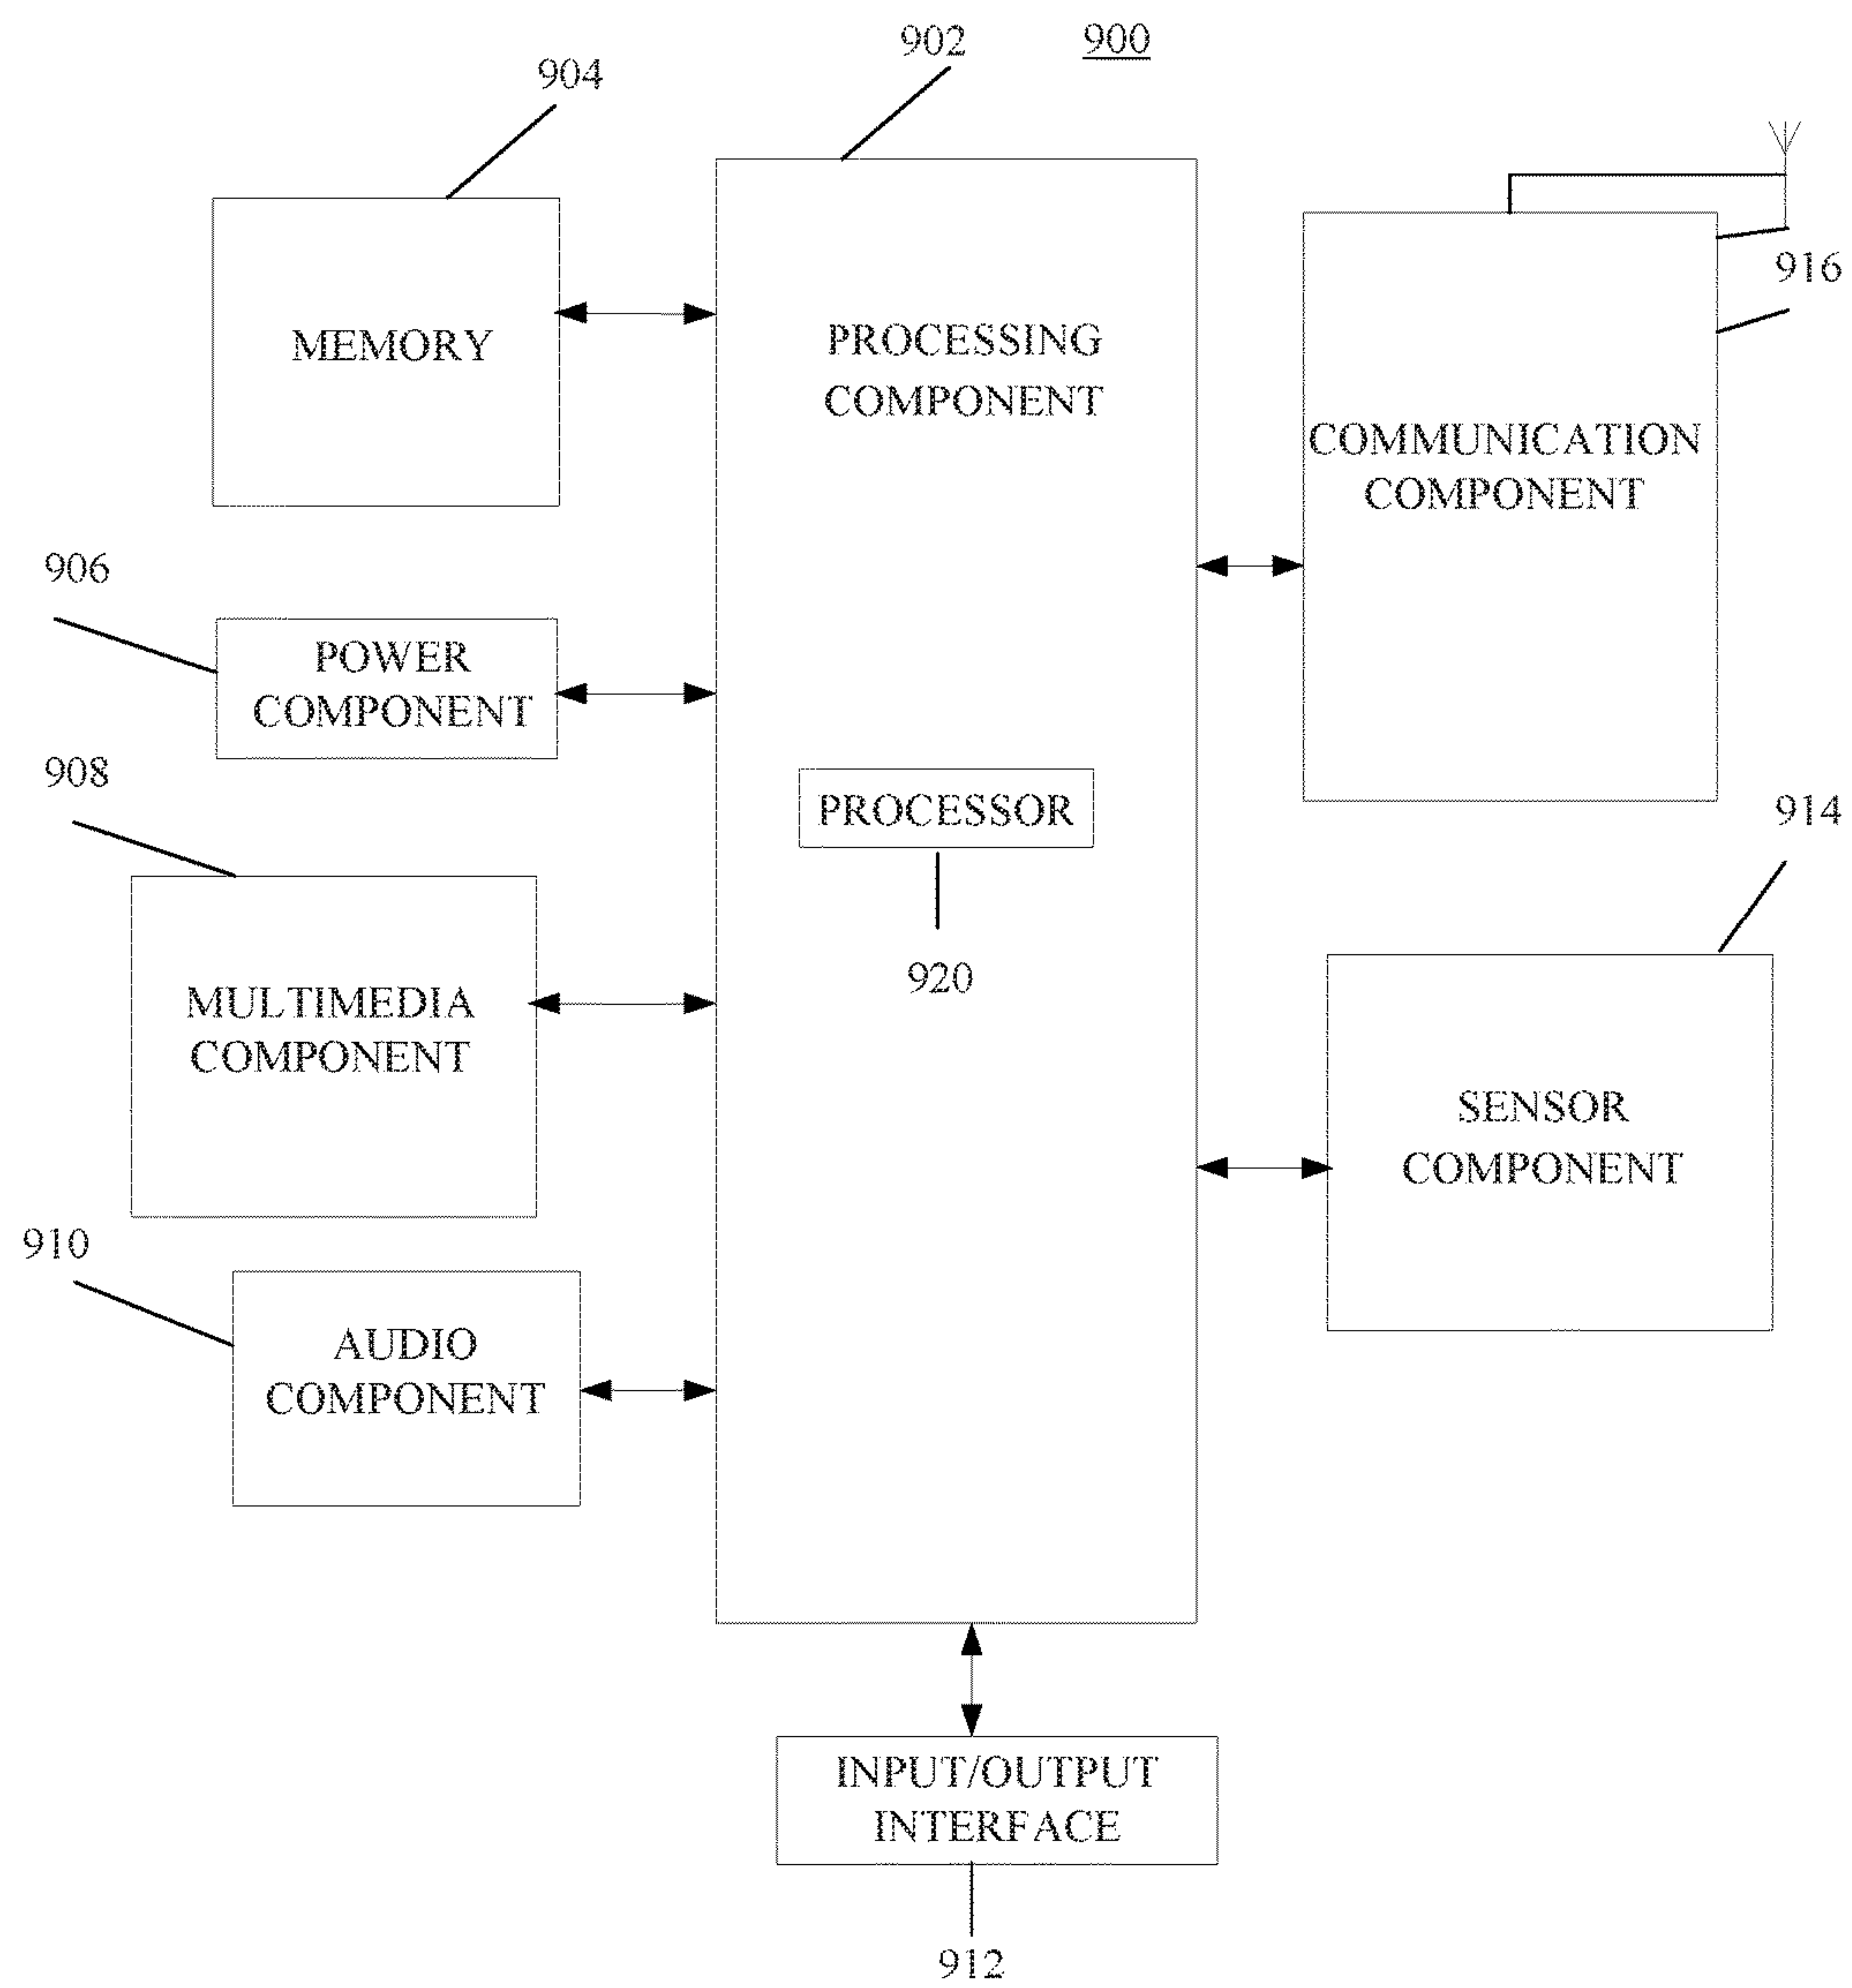 902
900
904
916
MEMORY
PROCESSING
COMPONENT
COMMUNICATION
COMPONENT
906
POWER
COMPONENT
908
PROCESSOR
914
920
MULTIMEDIA
COMPONENT
SENSOR
COMPONENT
910
AUDIO
COMPONENT
INPUT/OUTPUT
INTERFACE
912